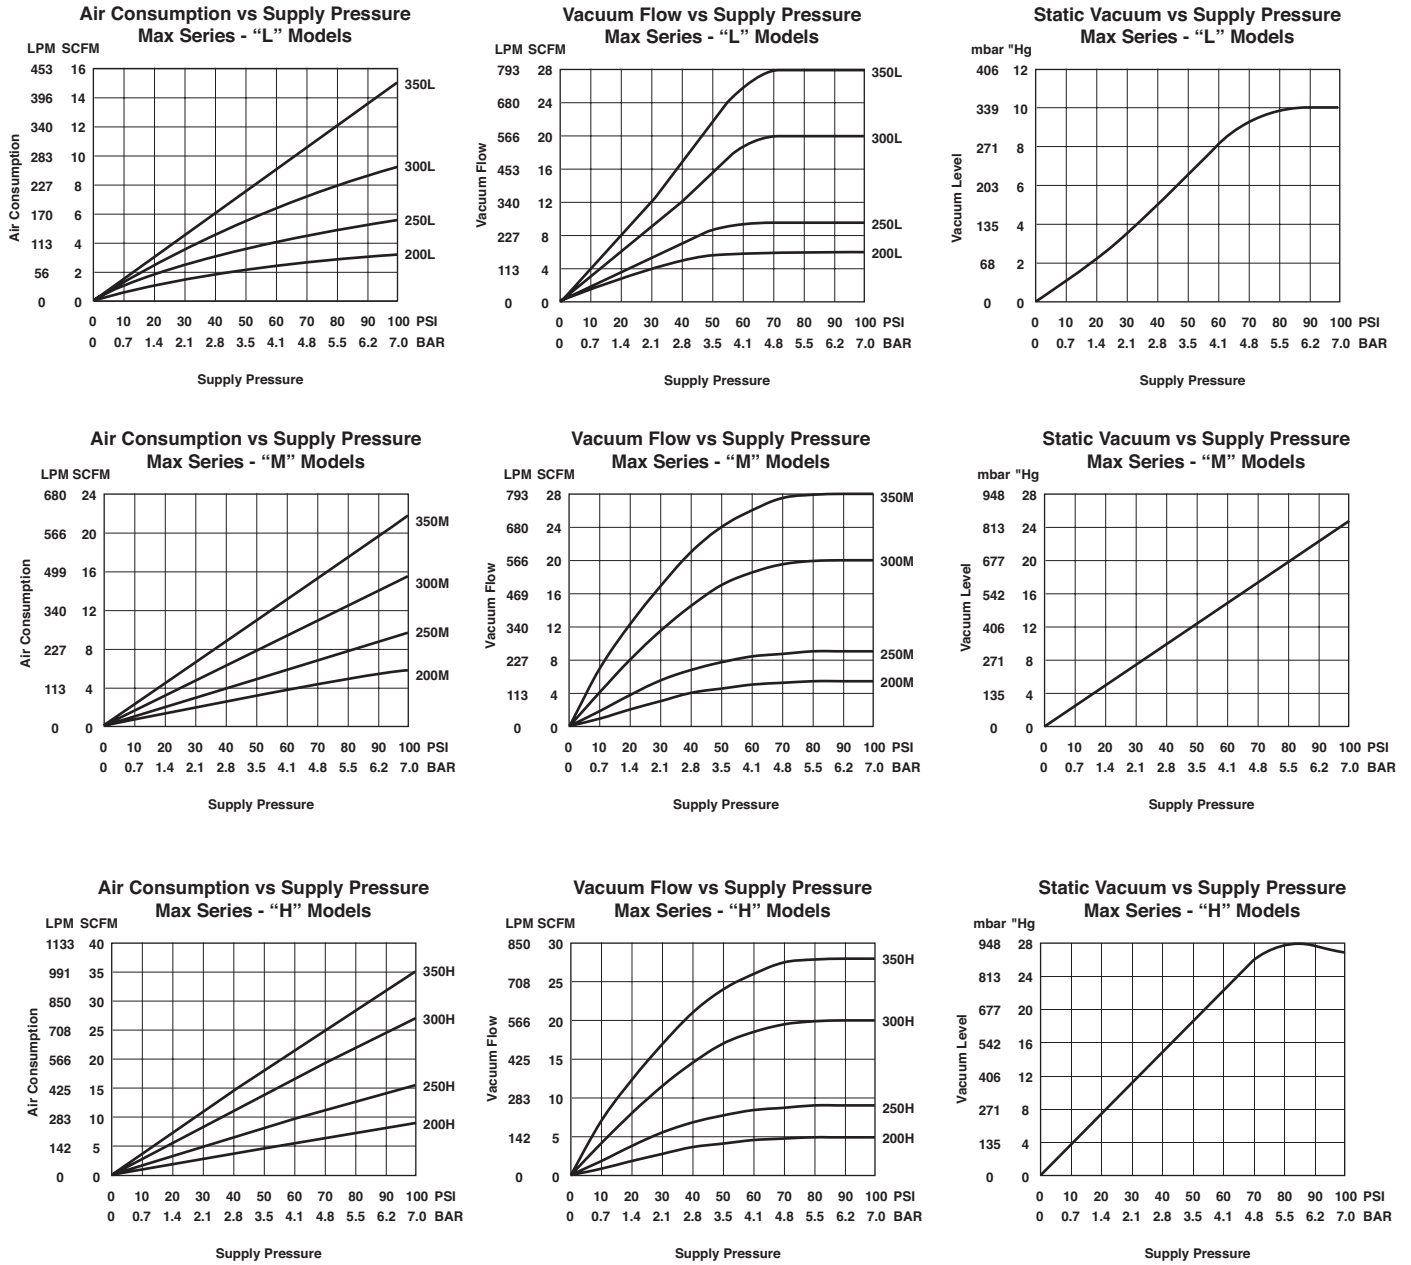 Air Consumption vs Supply Pressure
Max Series - “L” Models
LPM SCFM
453 16
396 14
340 12
283 10
227 8
170 6
113 4
56 2
0 0
Air Consumption
350L
300L
250L
200L
0 10 20 30 40 50 60 70 80 90 100 PSI
0 0.7 1.4 2.1 2.8 3.5 4.1 4.8 5.5 6.2 7.0 BAR
Supply Pressure
Vacuum Flow vs Supply Pressure
Max Series - “L” Models
LPM SCFM
793 28
680 24
566 20
453 16
340 12
227 8
113 4
0 0
Vacuum Flow
350L
300L
250L
200L
0 10 20 30 40 50 60 70 80 90 100 PSI
0 0.7 1.4 2.1 2.8 3.5 4.1 4.8 5.5 6.2 7.0 BAR
Supply Pressure
Static Vacuum vs Supply Pressure
Max Series - “L” Models
mbar "Hg
406 12
339 10
271 8
203 6
135 4
68 2
0 0
Vacuum Level
0 10 20 30 40 50 60 70 80 90 100 PSI
0 0.7 1.4 2.1 2.8 3.5 4.1 4.8 5.5 6.2 7.0 BAR
Supply Pressure
Air Consumption vs Supply Pressure
Max Series - “M” Models
LPM SCFM
680 24
566 20
499 16
340 12
227 8
113 4
0 0
Air Consumption
350M
300M
250M
200M
0 10 20 30 40 50 60 70 80 90 100 PSI
0 0.7 1.4 2.1 2.8 3.5 4.1 4.8 5.5 6.2 7.0 BAR
Supply Pressure
Vacuum Flow vs Supply Pressure
Max Series - “M” Models
LPM SCFM
793 28
680 24
566 20
469 16
340 12
227 8
113 4
0 0
Vacuum Flow
350M
300M
250M
200M
0 10 20 30 40 50 60 70 80 90 100 PSI
0 0.7 1.4 2.1 2.8 3.5 4.1 4.8 5.5 6.2 7.0 BAR
Supply Pressure
Static Vacuum vs Supply Pressure
Max Series - “M” Models
mbar "Hg
948 28
813 24
677 20
542 16
406 12
271 8
135 4
0 0
Vacuum Level
0 10 20 30 40 50 60 70 80 90 100 PSI
0 0.7 1.4 2.1 2.8 3.5 4.1 4.8 5.5 6.2 7.0 BAR
Supply Pressure
Air Consumption vs Supply Pressure
Max Series - “H” Models
LPM SCFM
1133 40
991 35
850 30
708 25
566 20
425 15
283 10
142 5
0 0
Air Consumption
350H
300H
250H
200H
0 10 20 30 40 50 60 70 80 90 100 PSI
0 0.7 1.4 2.1 2.8 3.5 4.1 4.8 5.5 6.2 7.0 BAR
Supply Pressure
Vacuum Flow vs Supply Pressure
Max Series - “H” Models
LPM SCFM
850 30
708 25
566 20
425 15
283 10
142 5
0 0
Vacuum Flow
350H
300H
250H
200H
0 10 20 30 40 50 60 70 80 90 100 PSI
0 0.7 1.4 2.1 2.8 3.5 4.1 4.8 5.5 6.2 7.0 BAR
Supply Pressure
Static Vacuum vs Supply Pressure
Max Series - “H” Models
mbar "Hg
948 28
813 24
677 20
542 16
406 12
271 8
135 4
0 0
Vacuum Level
0 10 20 30 40 50 60 70 80 90 100 PSI
0 0.7 1.4 2.1 2.8 3.5 4.1 4.8 5.5 6.2 7.0 BAR
Supply Pressure